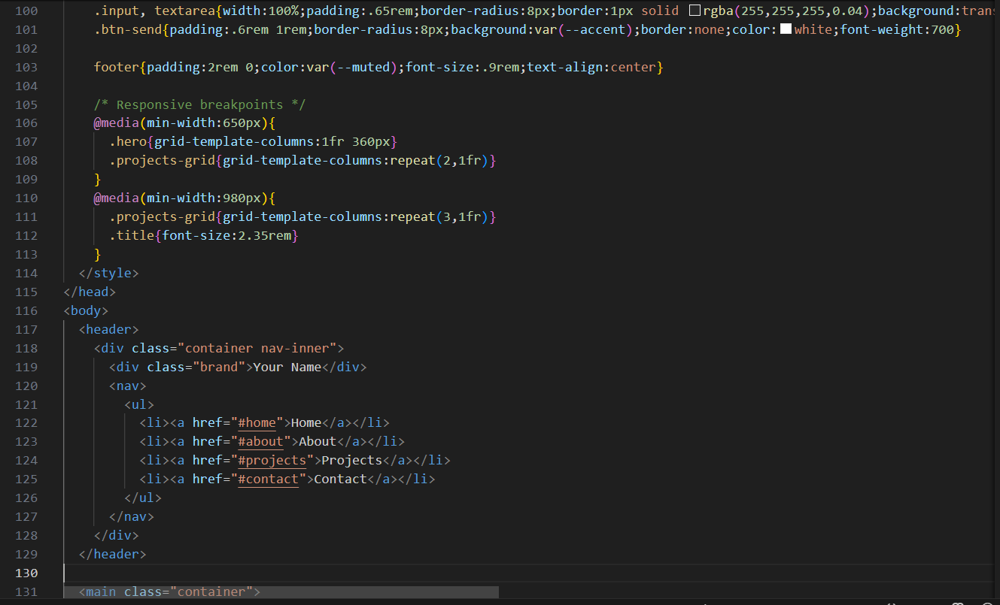 100 .input, textarea{width:100%;padding:.65rem;border-radius:8px;border:1px solid rgba(255,255,255,0.04);background:trans
101 .btn-send{padding:.6rem 1rem;border-radius:8px;background:var(--accent);border:none;color:white;font-weight:700}
102
103 footer{padding:2rem 0;color:var(--muted);font-size:.9rem;text-align:center}
104
105 /* Responsive breakpoints */
106 @media(min-width:650px){
107 .hero{grid-template-columns:1fr 360px}
108 .projects-grid{grid-template-columns:repeat(2,1fr)}
109 }
110 @media(min-width:980px){
111 .projects-grid{grid-template-columns:repeat(3,1fr)}
112 .title{font-size:2.35rem}
113 }
114 </style>
115 </head>
116 <body>
117 <header>
118 <div class="container nav-inner">
119 <div class="brand">Your Name</div>
120 <nav>
121 <ul>
122 <li><a href="#home">Home</a></li>
123 <li><a href="#about">About</a></li>
124 <li><a href="#projects">Projects</a></li>
125 <li><a href="#contact">Contact</a></li>
126 </ul>
127 </nav>
128 </div>
129 </header>
130
131 <main class="container">